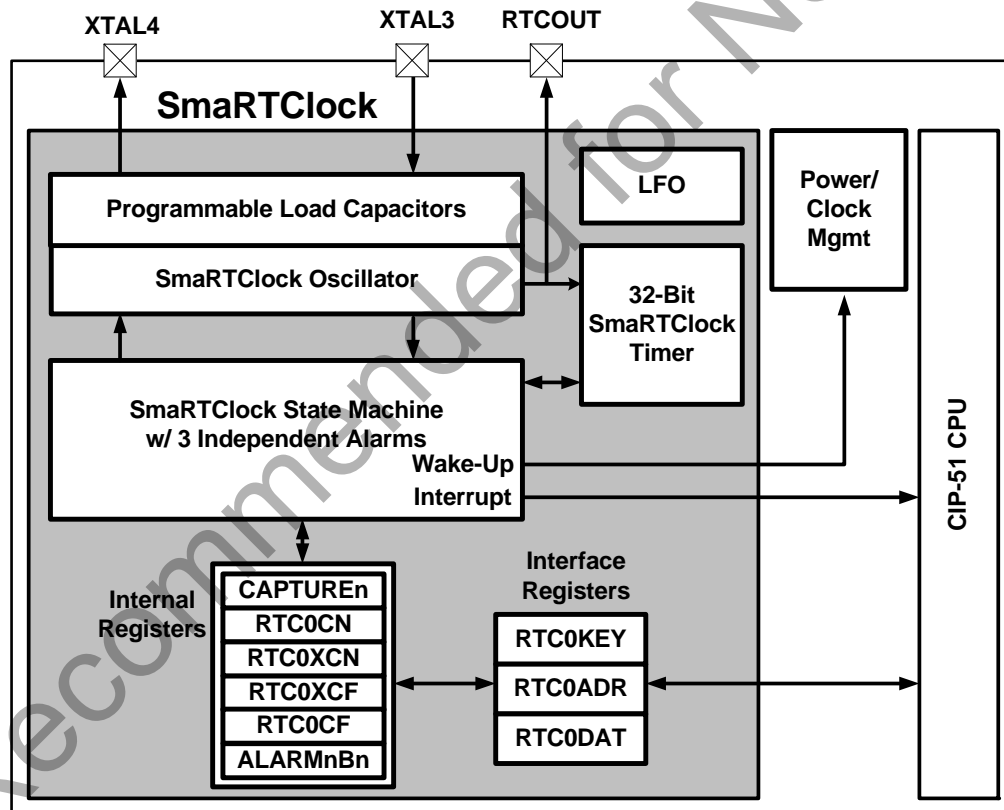 XTAL4
XTAL3
RTCOUT
SmaRTClock
Programmable Load Capacitors
SmaRTClock Oscillator
LFO
Power/
Clock
Mgmt
32-Bit
SmaRTClock
Timer
SmaRTClock State Machine
w/ 3 Independent Alarms
Wake-Up
Interrupt
CIP-51 CPU
Internal
Registers
CAPTUREn
RTC0CN
RTC0XCN
RTC0XCF
RTC0CF
ALARMnBn
Interface
Registers
RTC0KEY
RTC0ADR
RTC0DAT
ecommended for N